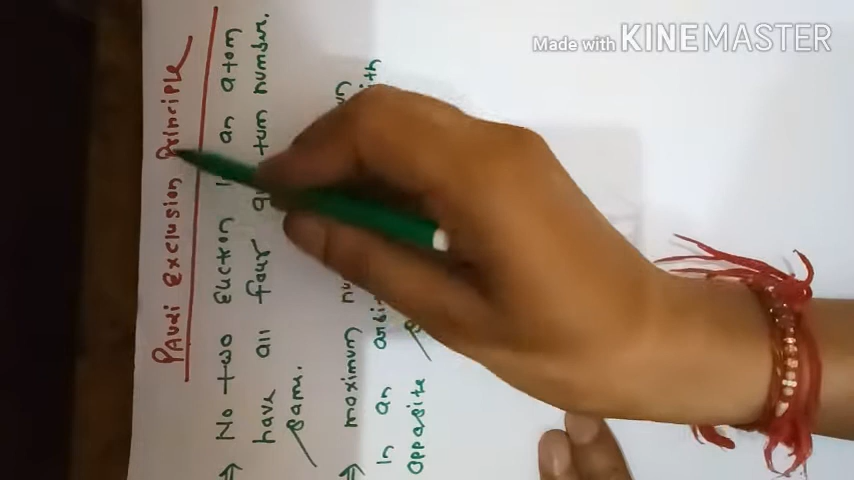 Made with KINEMASTER
PAuli Exclusion Principle
→ No two Electron in an atom
have all four quantum number.
same.
→ maximum
in an
opposite